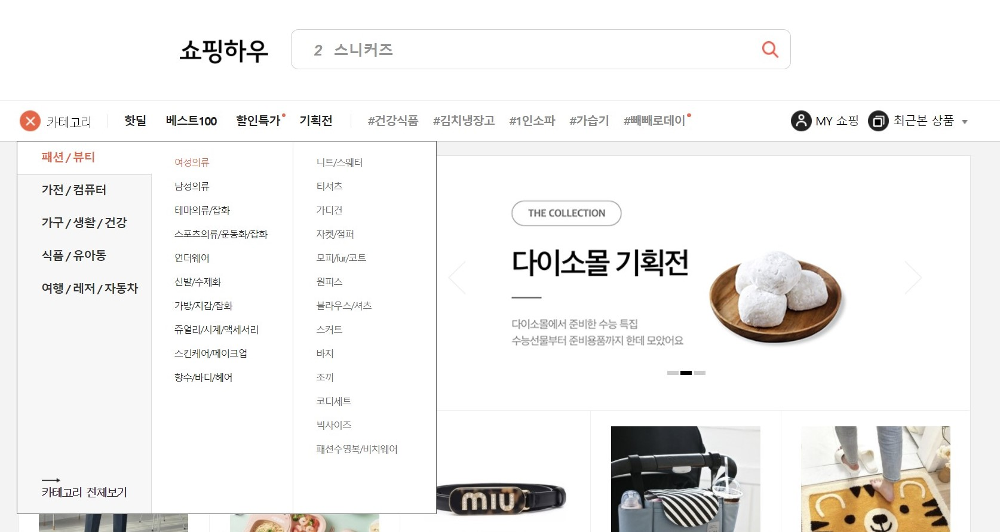 쇼핑하우
2 스니커즈
카테고리 핫딜 베스트100 할인특가 기획전 #건강식품 #김치냉장고 #1인소파 #가습기 #빼빼로데이 MY 쇼핑 최근본 상품
패션 / 뷰티
가전 / 컴퓨터
가구 / 생활 / 건강
식품 / 유아동
여행 / 레저 / 자동차
카테고리 전체보기
여성의류
남성의류
테마의류/잡화
스포츠의류/운동화/잡화
언더웨어
신발/수제화
가방/지갑/잡화
쥬얼리/시계/액세서리
스킨케어/메이크업
향수/바디/헤어
니트/스웨터
티셔츠
가디건
자켓/점퍼
모피/fur/코트
원피스
블라우스/셔츠
스커트
바지
조끼
코디세트
빅사이즈
패션수영복/비치웨어
THE COLLECTION
다이소몰 기획전
다이소몰에서 준비한 수능 특집
수능선물부터 준비용품까지 한데 모았어요
miu